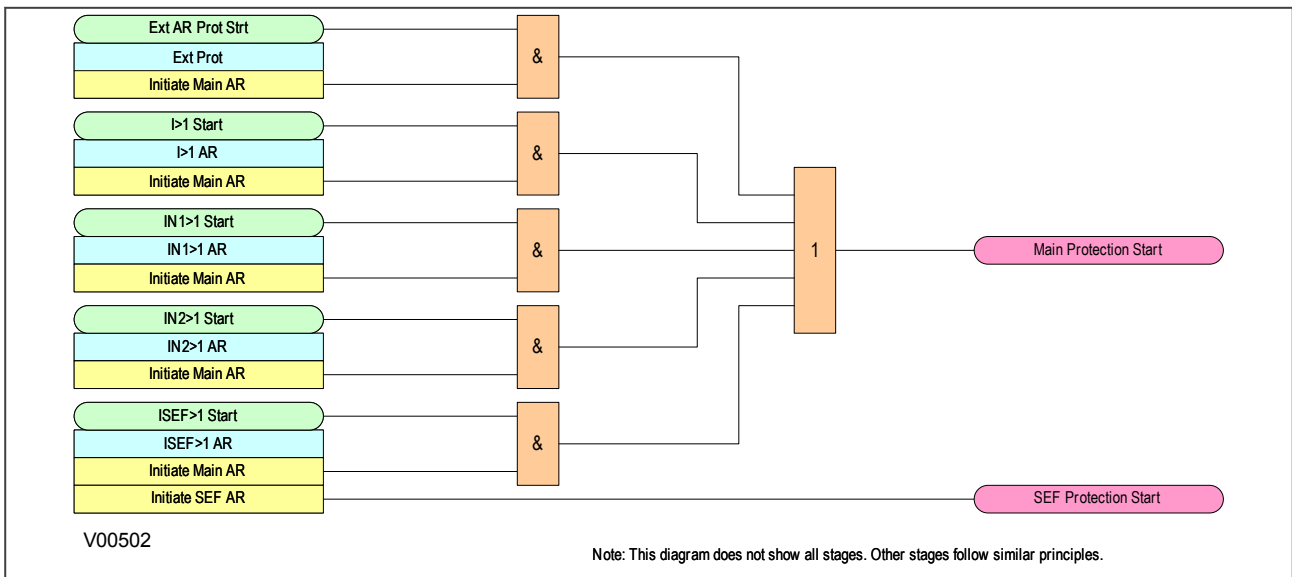 Ext AR Prot Strt
Ext Prot
Initiate Main AR
&
I>1 Start
I>1 AR
Initiate Main AR
&
IN1>1 Start
IN1>1 AR
Initiate Main AR
&
IN2>1 Start
IN2>1 AR
Initiate Main AR
&
ISEF>1 Start
ISEF>1 AR
Initiate Main AR
Initiate SEF AR
&
1
Main Protection Start
SEF Protection Start
V00502
Note: This diagram does not show all stages. Other stages follow similar principles.